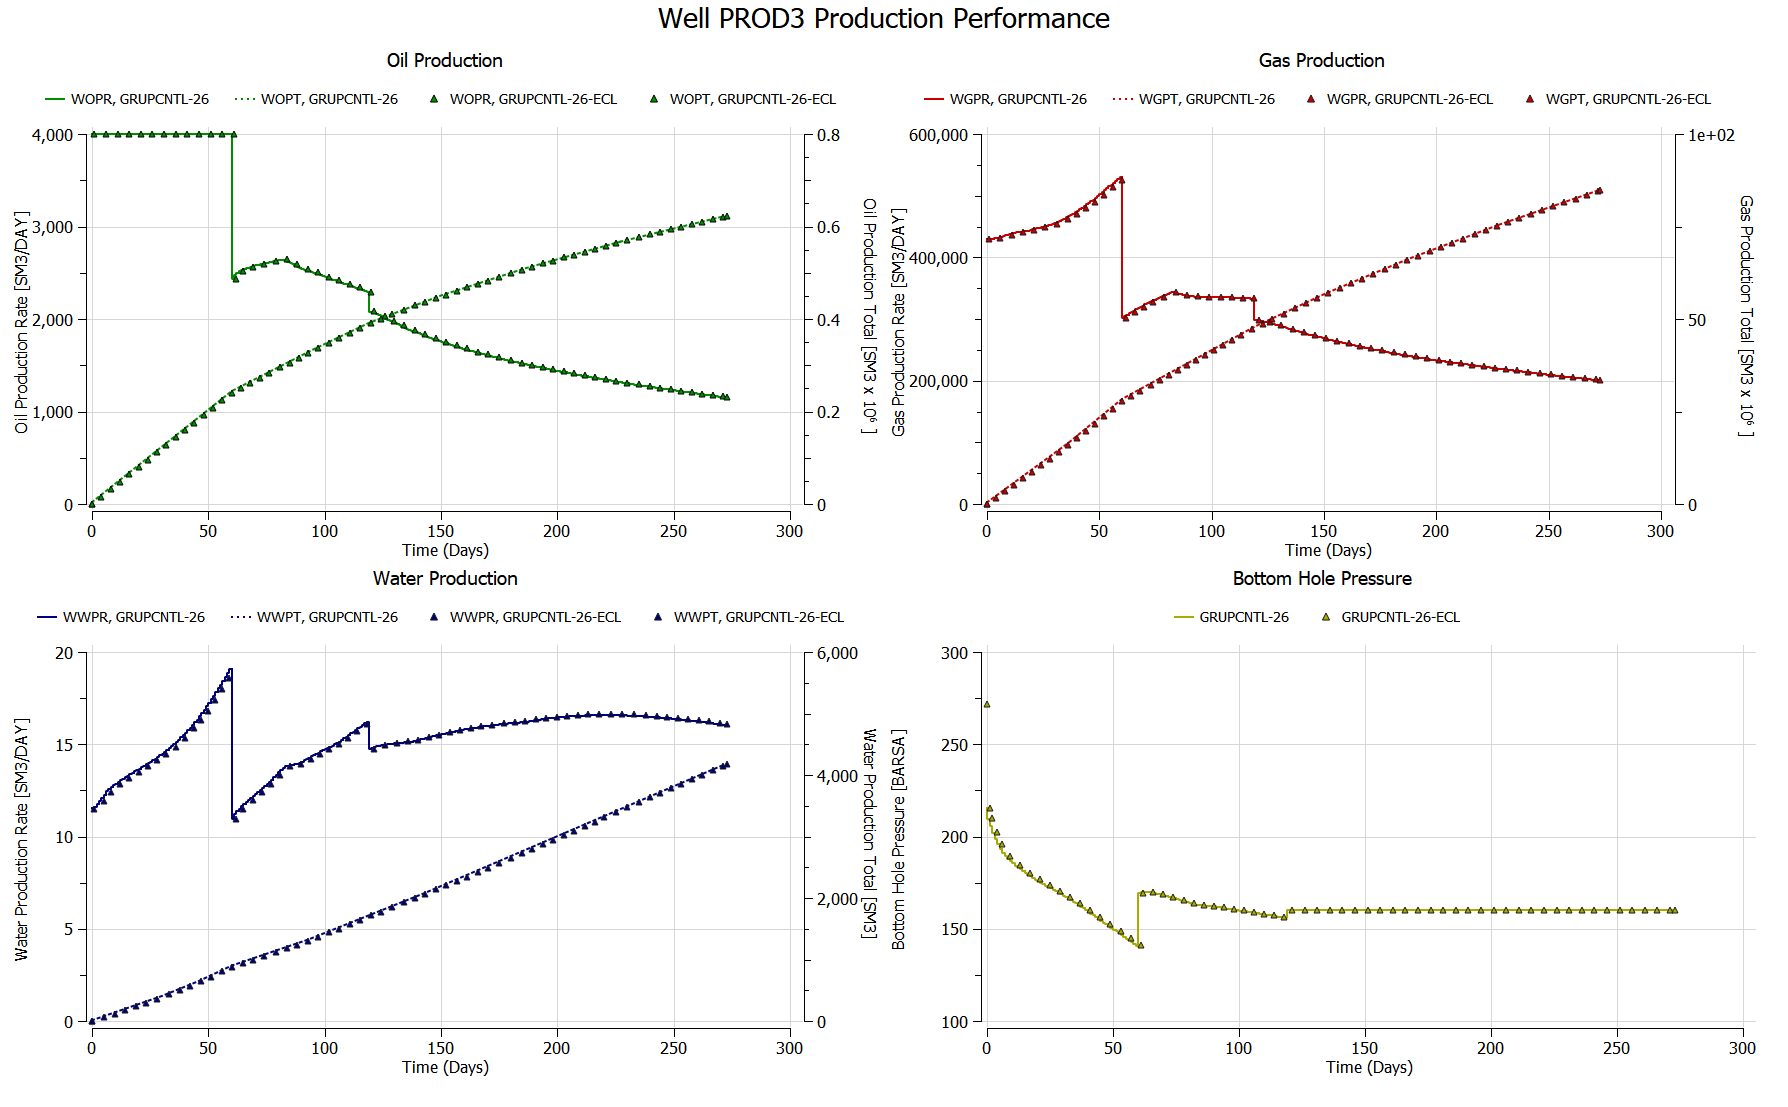 Well PROD3 Production Performance
Oil Production
WOPR, GRUPCNTL-26
WOPT, GRUPCNTL-26
WOPR, GRUPCNTL-26-ECL
WOPT, GRUPCNTL-26-ECL
4,000
3,000
2,000
1,000
0
Oil Production Rate [SM3/DAY]
0.8
0.6
0.4
0.2
0
Oil Production Total [SM3 x 10⁶ ]
0 50 100 150 200 250 300
Time (Days)
Gas Production
WGPR, GRUPCNTL-26
WGPT, GRUPCNTL-26
WGPR, GRUPCNTL-26-ECL
WGPT, GRUPCNTL-26-ECL
600,000
400,000
200,000
0
Gas Production Rate [SM3/DAY]
1e+02
50
0
Gas Production Total [SM3 x 10⁶ ]
0 50 100 150 200 250 300
Time (Days)
Water Production
WWPR, GRUPCNTL-26
WWPT, GRUPCNTL-26
WWPR, GRUPCNTL-26-ECL
WWPT, GRUPCNTL-26-ECL
20
15
10
5
0
Water Production Rate [SM3/DAY]
6,000
4,000
2,000
0
Water Production Total [SM3]
0 50 100 150 200 250 300
Time (Days)
Bottom Hole Pressure
GRUPCNTL-26
GRUPCNTL-26-ECL
300
250
200
150
100
Bottom Hole Pressure [BARSA]
0 50 100 150 200 250 300
Time (Days)